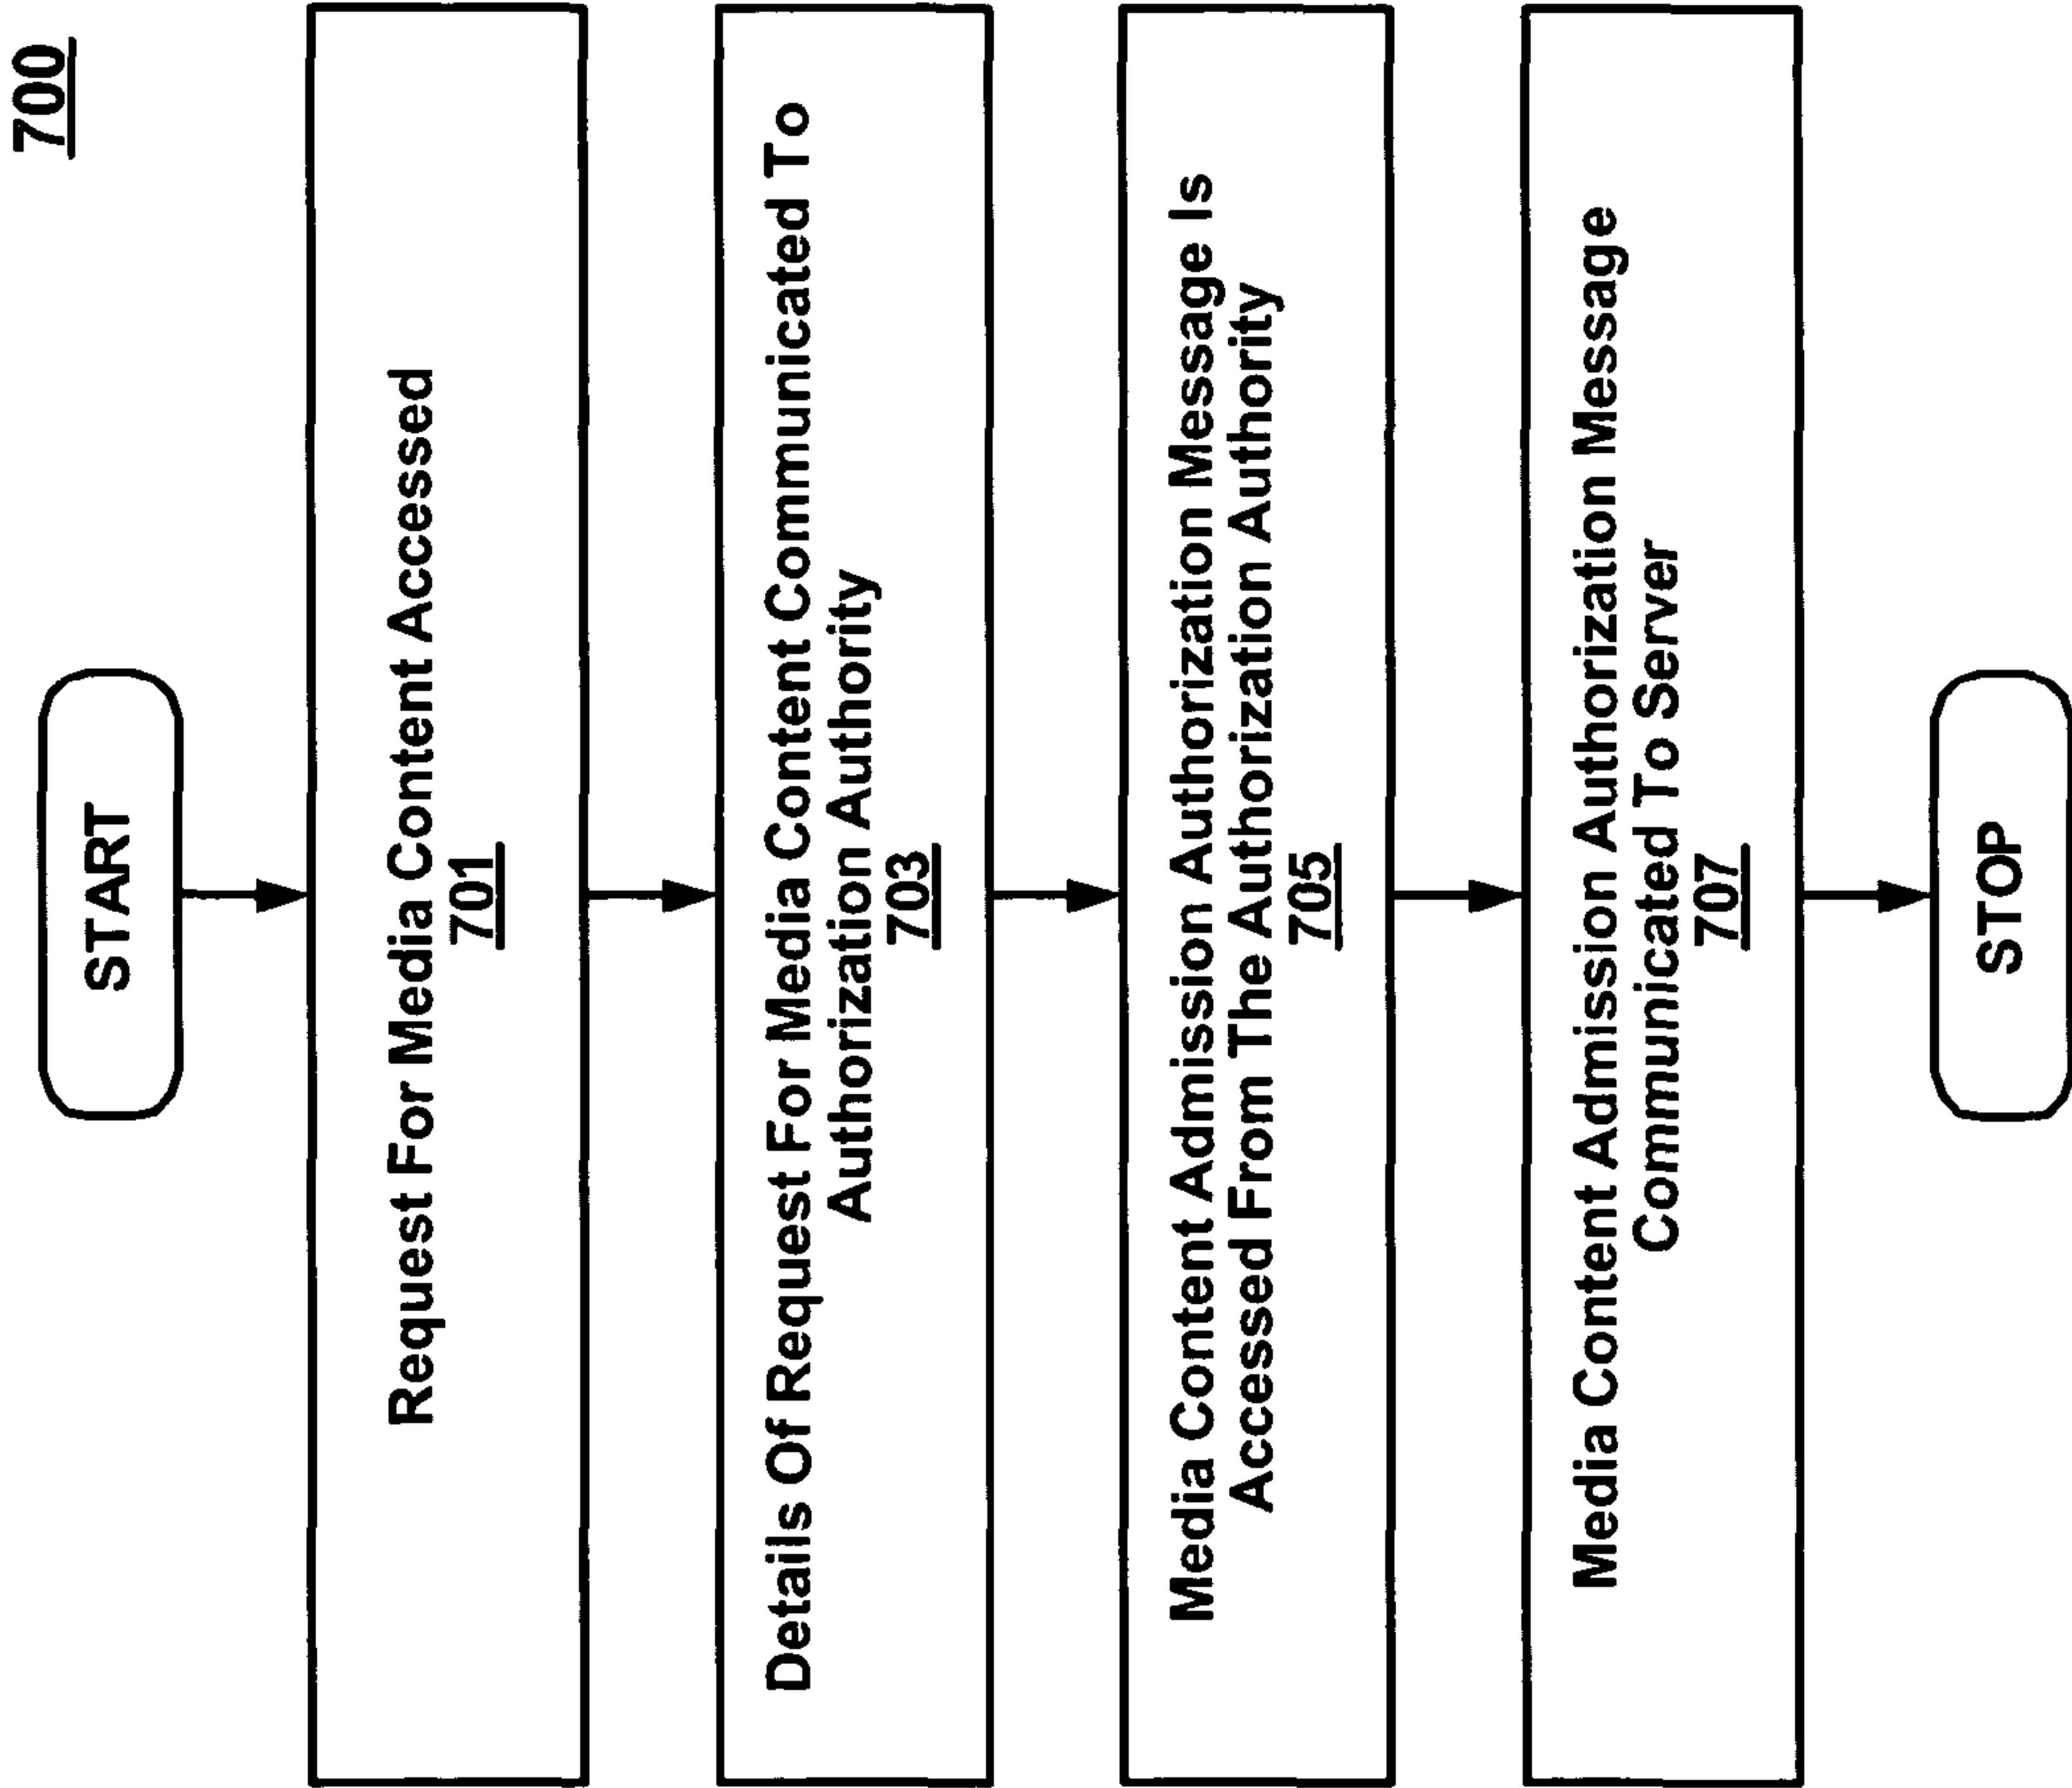 700
START
Request For Media Content Accessed
701
Details Of Request For Media Content Communicated To
Authorization Authority
703
Media Content Admission Authorization Message Is
Accessed From The Authorization Authority
705
Media Content Admission Authorization Message
Communicated To Server
707
STOP